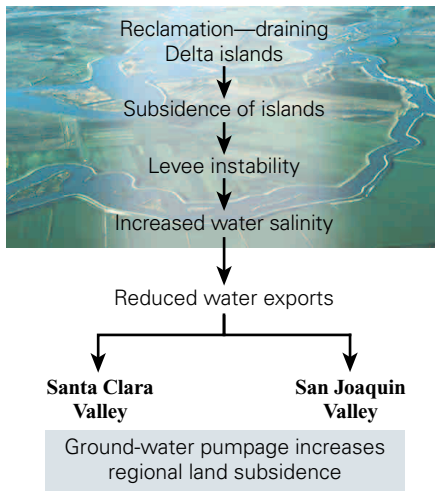 Reclamation—draining
Delta islands
Subsidence of islands
Levee instability
Increased water salinity
Reduced water exports
Santa Clara
Valley
San Joaquin
Valley
Ground-water pumpage increases
regional land subsidence